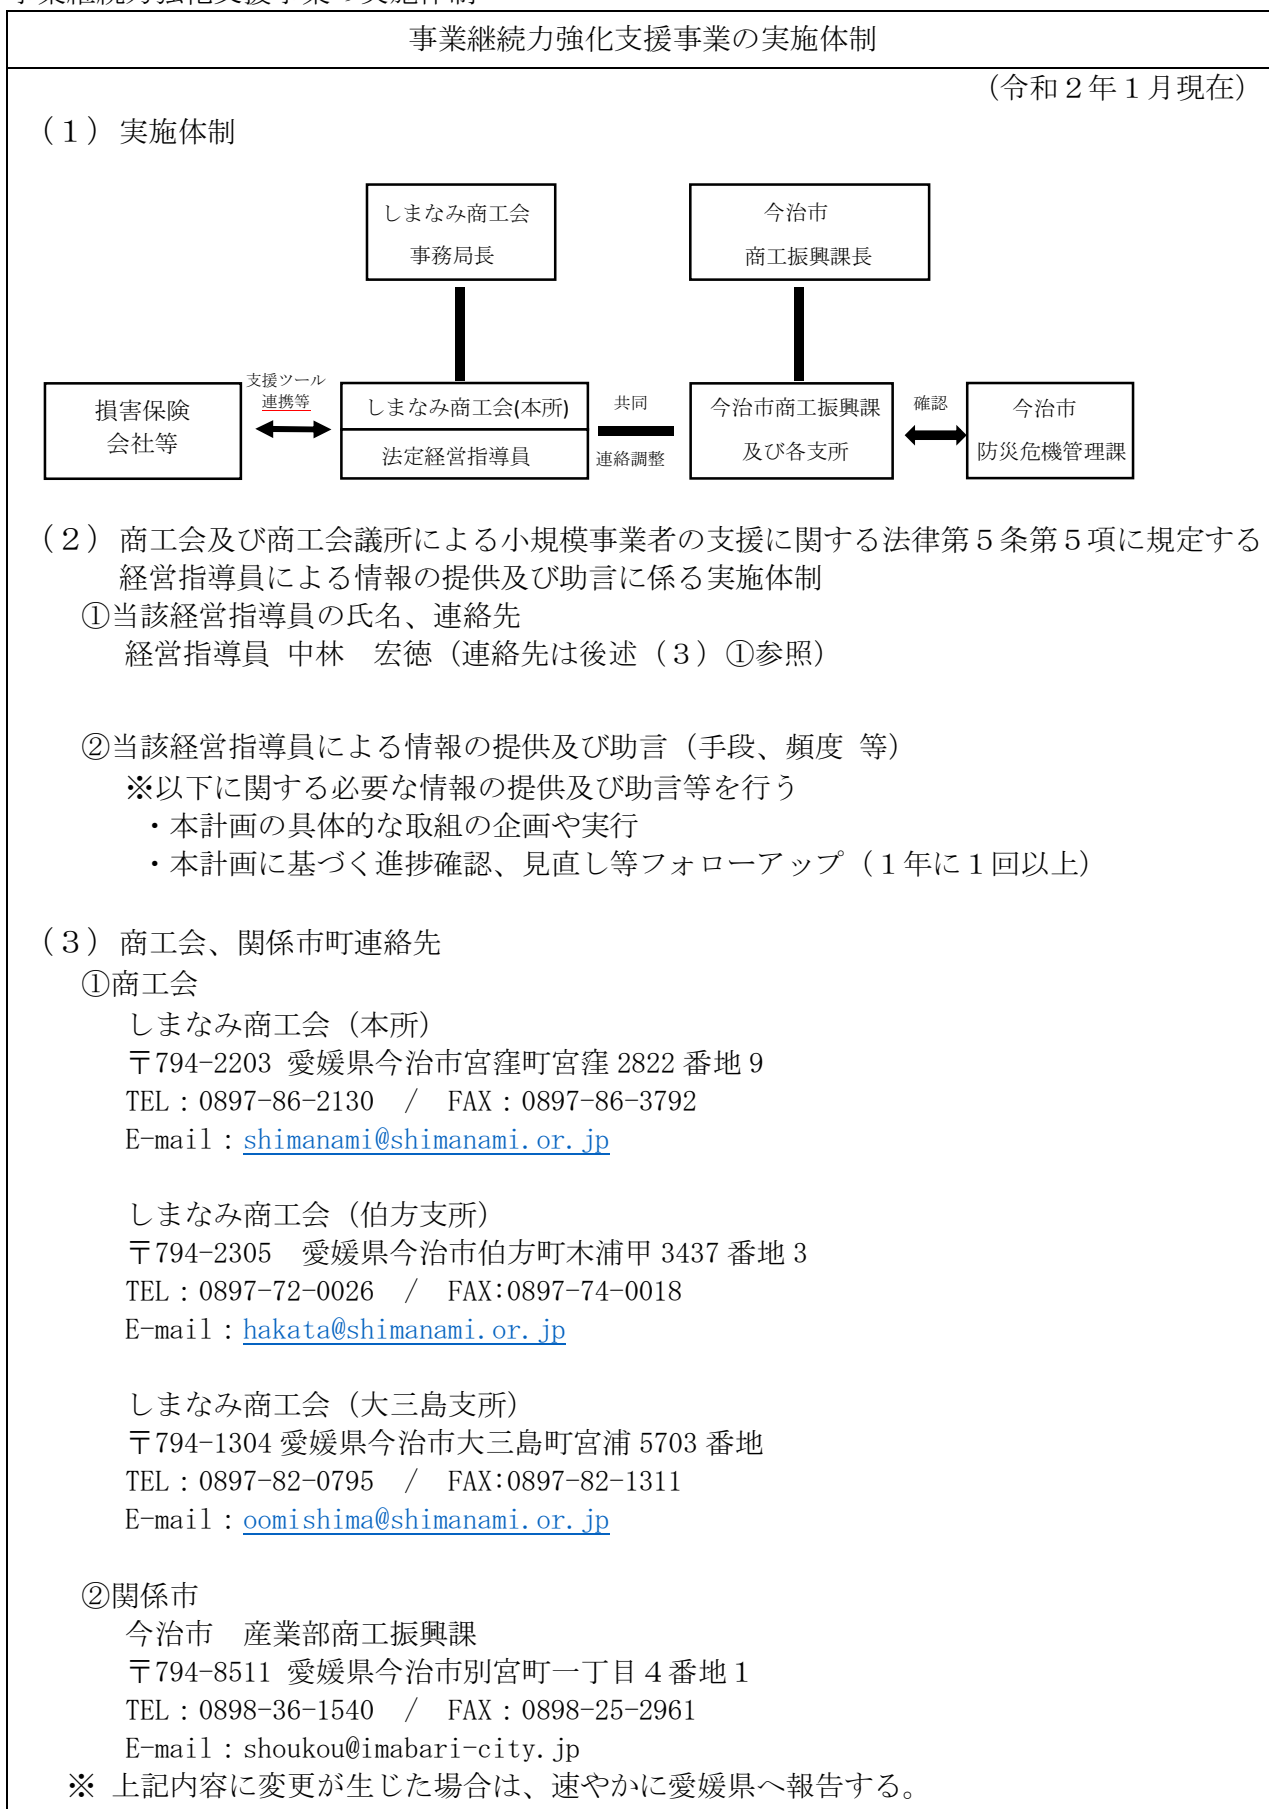 事業継続力強化支援事業の実施体制
事業継続力強化支援事業の実施体制
（令和２年１月現在）
（１）実施体制
しまなみ商工会
事務局長
今治市
商工振興課長
損害保険
会社等
支援ツール
連携等
しまなみ商工会(本所)
法定経営指導員
共同
連絡調整
今治市商工振興課
及び各支所
確認
今治市
防災危機管理課
（２）商工会及び商工会議所による小規模事業者の支援に関する法律第５条第５項に規定する
経営指導員による情報の提供及び助言に係る実施体制
①当該経営指導員の氏名、連絡先
経営指導員 中林　宏徳（連絡先は後述（３）①参照）
②当該経営指導員による情報の提供及び助言（手段、頻度 等）
※以下に関する必要な情報の提供及び助言等を行う
・本計画の具体的な取組の企画や実行
・本計画に基づく進捗確認、見直し等フォローアップ（１年に１回以上）
（３）商工会、関係市町連絡先
①商工会
しまなみ商工会（本所）
〒794-2203 愛媛県今治市宮窪町宮窪 2822 番地 9
TEL：0897-86-2130　/　FAX：0897-86-3792
E-mail：shimanami@shimanami.or.jp
しまなみ商工会（伯方支所）
〒794-2305　愛媛県今治市伯方町木浦甲 3437 番地 3
TEL：0897-72-0026　/　FAX:0897-74-0018
E-mail：hakata@shimanami.or.jp
しまなみ商工会（大三島支所）
〒794-1304 愛媛県今治市大三島町宮浦 5703 番地
TEL：0897-82-0795　/　FAX:0897-82-1311
E-mail：oomishima@shimanami.or.jp
②関係市
今治市　産業部商工振興課
〒794-8511 愛媛県今治市別宮町一丁目４番地１
TEL：0898-36-1540　/　FAX：0898-25-2961
E-mail：shoukou@imabari-city.jp
※ 上記内容に変更が生じた場合は、速やかに愛媛県へ報告する。